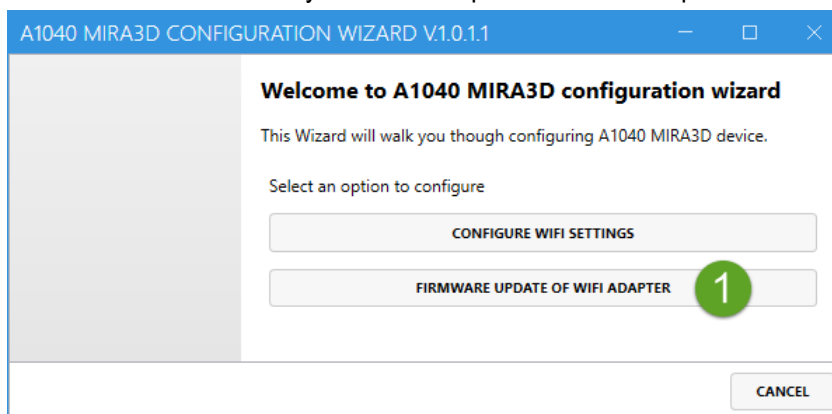 A1040 MIRA3D CONFIGURATION WIZARD V.1.0.1.1
Welcome to A1040 MIRA3D configuration wizard
This Wizard will walk you though configuring A1040 MIRA3D device.
Select an option to configure
CONFIGURE WIFI SETTINGS
FIRMWARE UPDATE OF WIFI ADAPTER 1
CANCEL